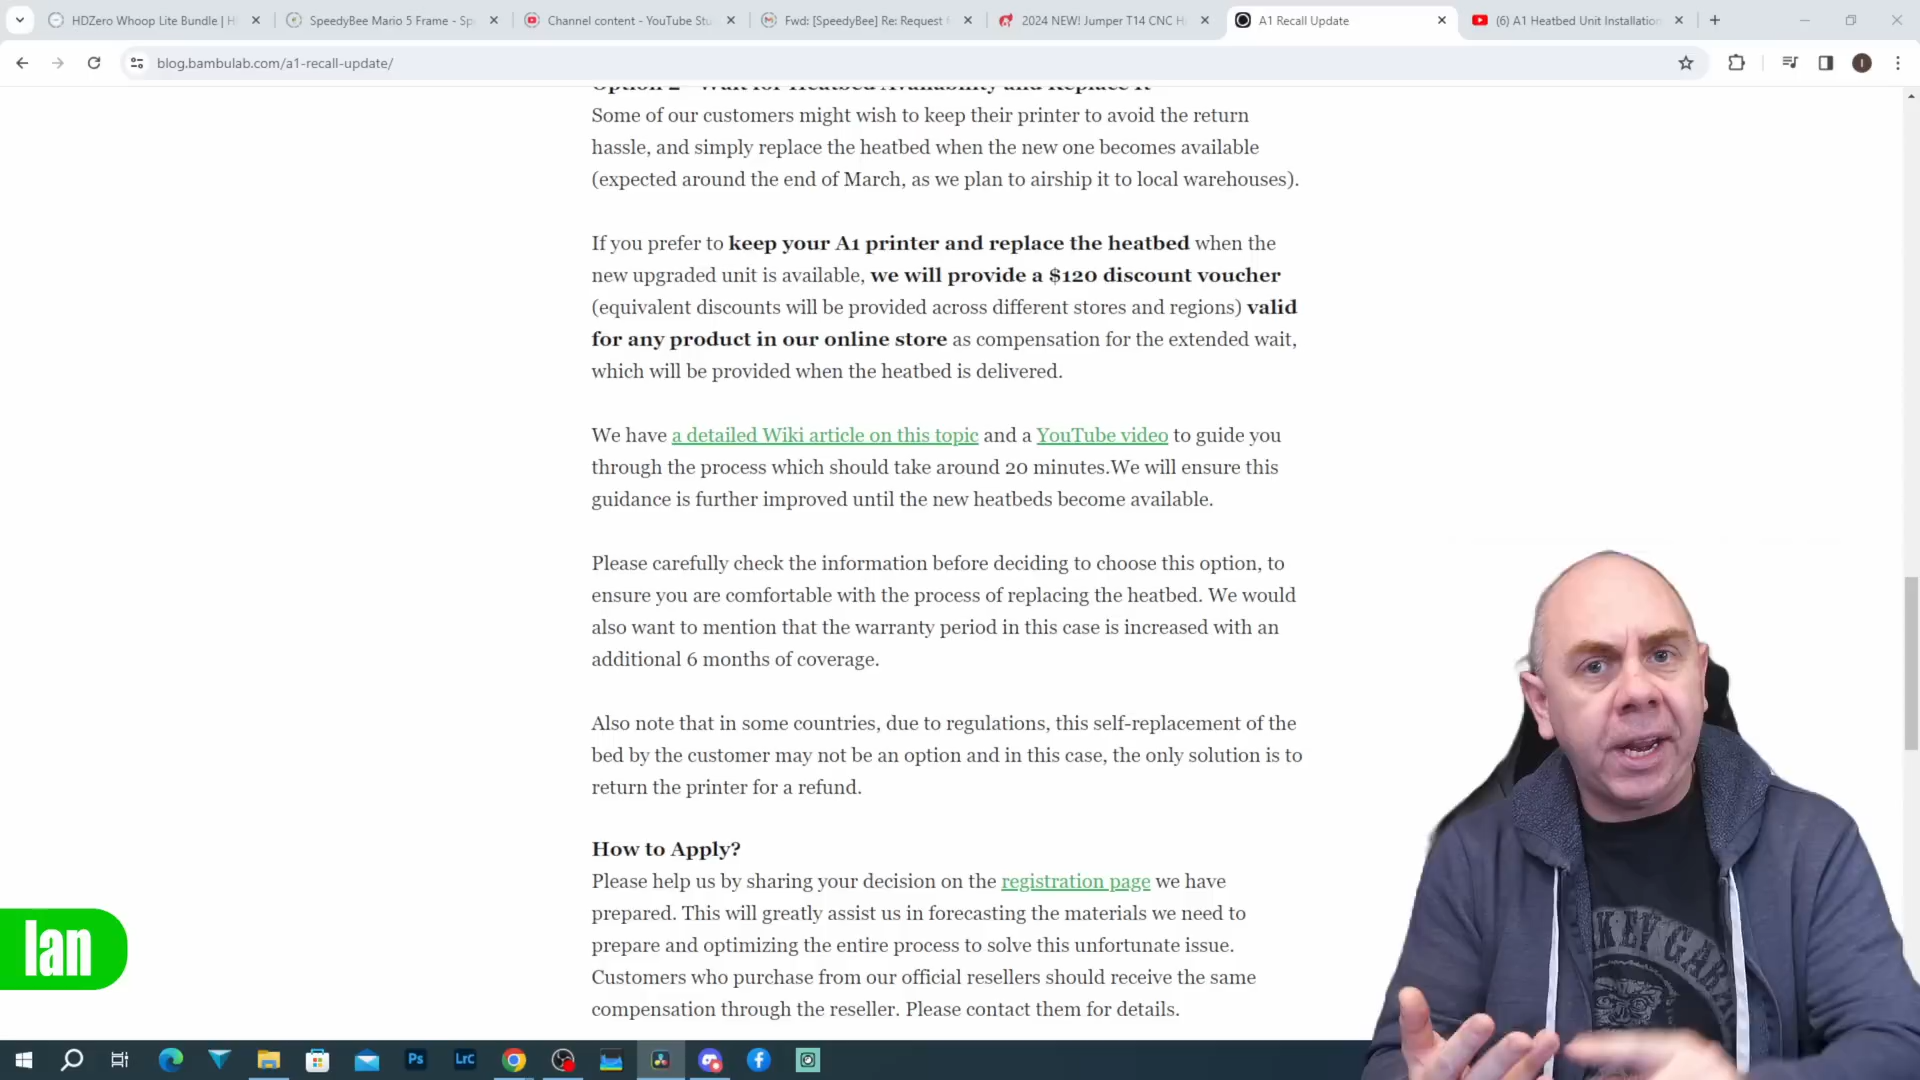 HDZero Whoop Lite Bundle | H
SpeedyBee Mario 5 Frame - Sp
Channel content - YouTube Stu
Fwd: [SpeedyBee] Re: Request f
2024 NEW! Jumper T14 CNC H
A1 Recall Update
(6) A1 Heatbed Unit Installation
blog.bambulab.com/a1-recall-update/
Option 2 - Wait for Heatbed Availability and Replace It
Some of our customers might wish to keep their printer to avoid the return
hassle, and simply replace the heatbed when the new one becomes available
(expected around the end of March, as we plan to airship it to local warehouses).
If you prefer to keep your A1 printer and replace the heatbed when the
new upgraded unit is available, we will provide a $120 discount voucher
(equivalent discounts will be provided across different stores and regions) valid
for any product in our online store as compensation for the extended wait,
which will be provided when the heatbed is delivered.
We have a detailed Wiki article on this topic and a YouTube video to guide you
through the process which should take around 20 minutes.We will ensure this
guidance is further improved until the new heatbeds become available.
Please carefully check the information before deciding to choose this option, to
ensure you are comfortable with the process of replacing the heatbed. We would
also want to mention that the warranty period in this case is increased with an
additional 6 months of coverage.
Also note that in some countries, due to regulations, this self-replacement of the
bed by the customer may not be an option and in this case, the only solution is to
return the printer for a refund.
How to Apply?
Please help us by sharing your decision on the registration page we have
prepared. This will greatly assist us in forecasting the materials we need to
prepare and optimizing the entire process to solve this unfortunate issue.
Customers who purchase from our official resellers should receive the same
compensation through the reseller. Please contact them for details.
Ian
Ps
LrC